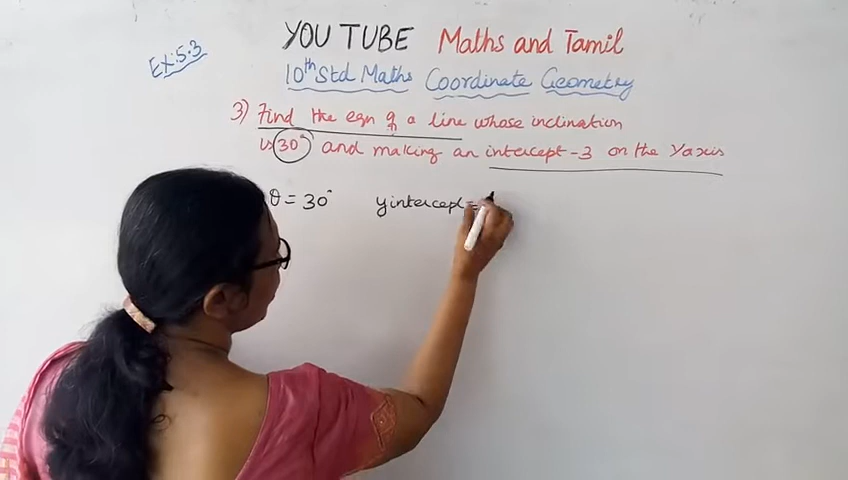 YOU TUBE Maths and Tamil
Ex: 5.3
10th Std Maths Coordinate Geometry
3) Find the eqn of a line whose inclination
is 30° and making an intercept -3 on the Y axis
θ = 30° y intercept =